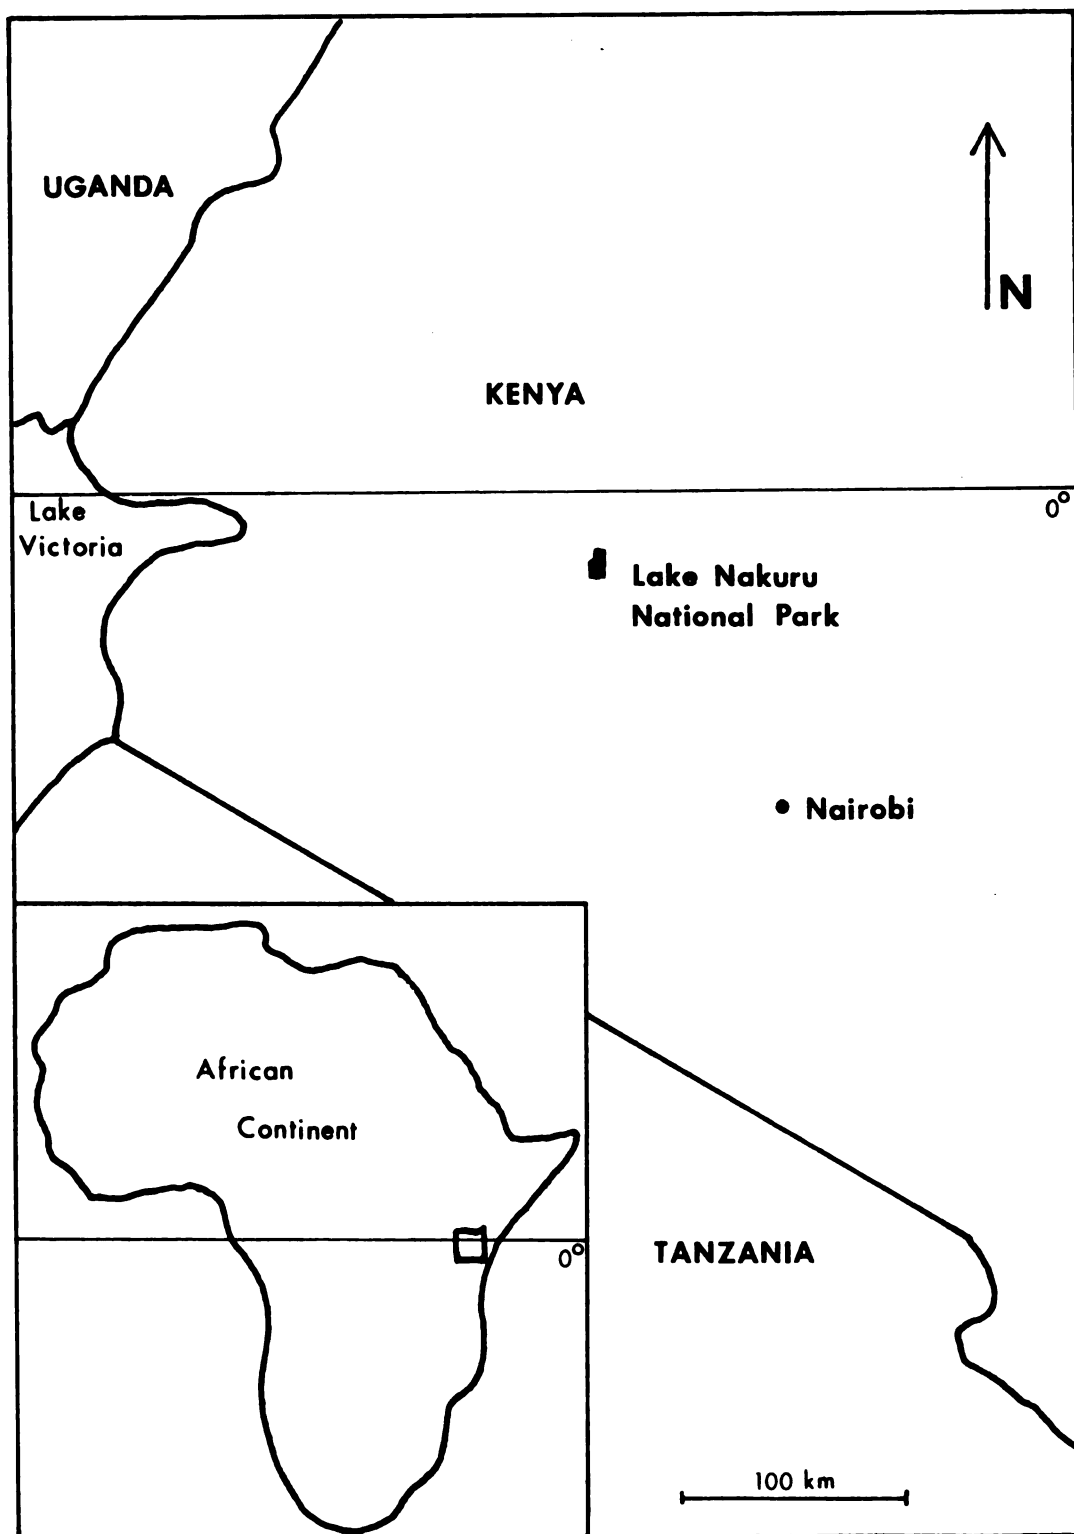 UGANDA
N
KENYA
0°
Lake
Victoria
Lake Nakuru
National Park
Nairobi
African
Continent
0°
TANZANIA
100 km